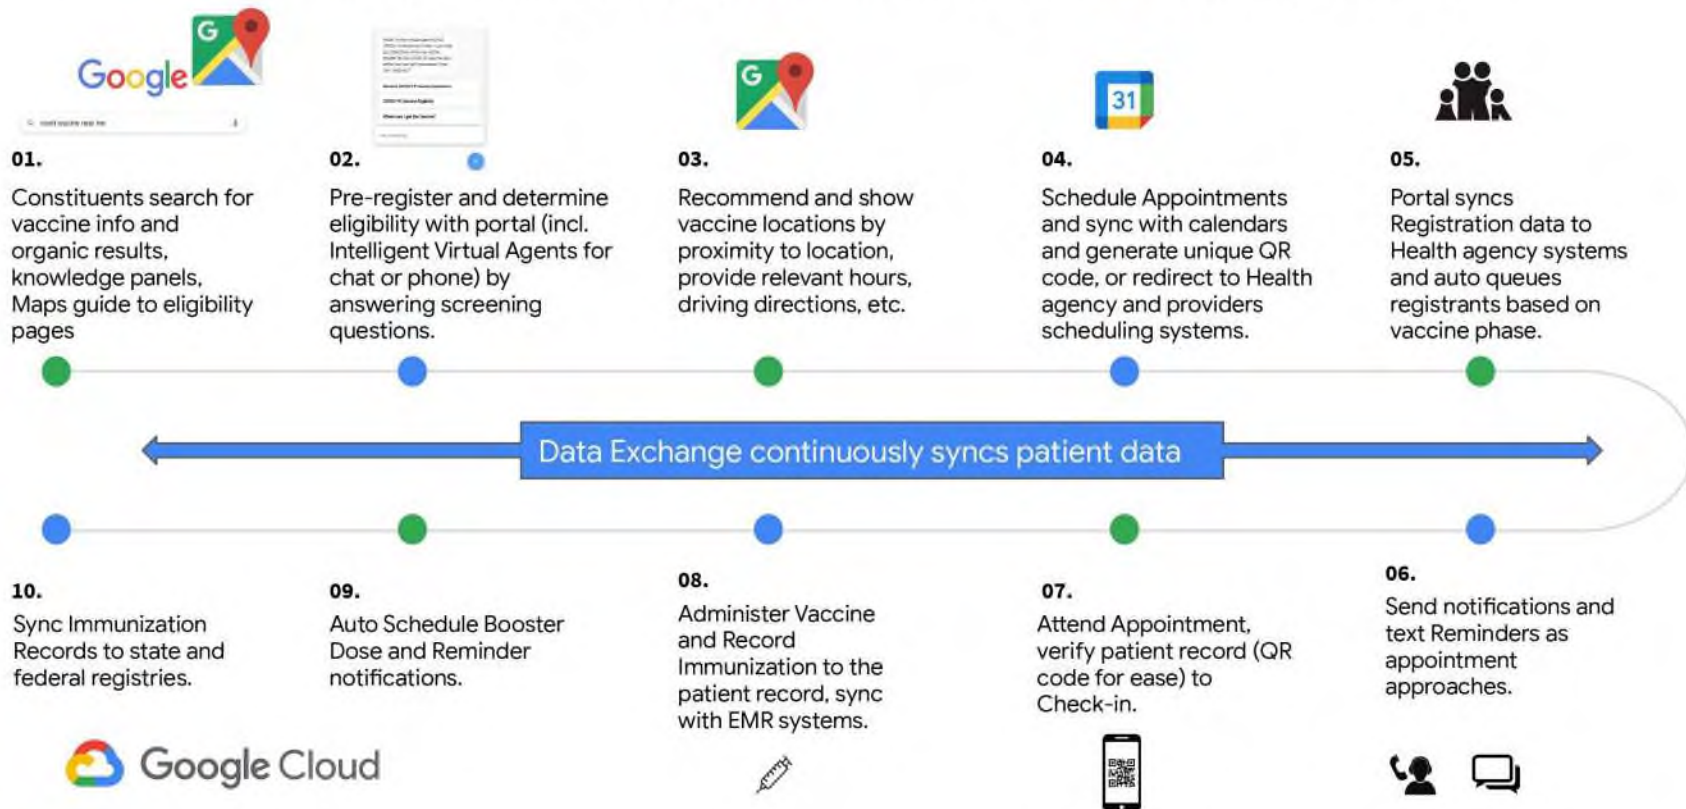 G
Google
covid vaccine near me
01.
Constituents search for
vaccine info and
organic results,
knowledge panels,
Maps guide to eligibility
pages
02.
Pre-register and determine
eligibility with portal (incl.
Intelligent Virtual Agents for
chat or phone) by
answering screening
questions.
G
03.
Recommend and show
vaccine locations by
proximity to location,
provide relevant hours,
driving directions, etc.
31
04.
Schedule Appointments
and sync with calendars
and generate unique QR
code, or redirect to Health
agency and providers
scheduling systems.
05.
Portal syncs
Registration data to
Health agency systems
and auto queues
registrants based on
vaccine phase.
Data Exchange continuously syncs patient data
10.
Sync Immunization
Records to state and
federal registries.
09.
Auto Schedule Booster
Dose and Reminder
notifications.
08.
Administer Vaccine
and Record
Immunization to the
patient record, sync
with EMR systems.
07.
Attend Appointment,
verify patient record (QR
code for ease) to
Check-in.
06.
Send notifications and
text Reminders as
appointment
approaches.
Google Cloud